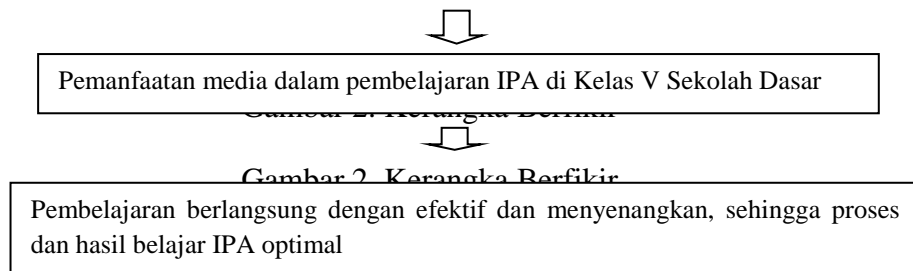 Pemanfaatan media dalam pembelajaran IPA di Kelas V Sekolah Dasar
Gambar 2. Kerangka Berfikir
Gambar 2. Kerangka Berfikir
Pembelajaran berlangsung dengan efektif dan menyenangkan, sehingga proses
dan hasil belajar IPA optimal